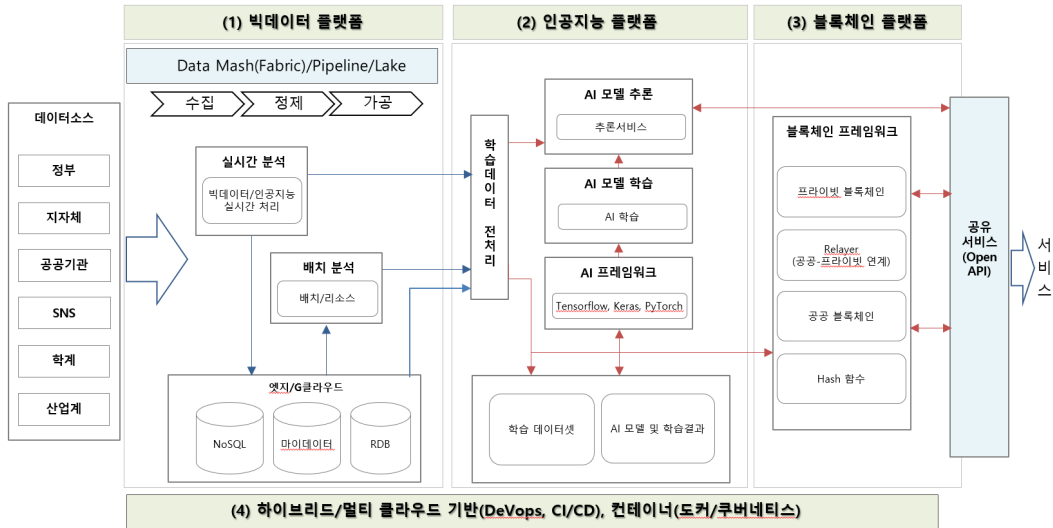 (1) 빅데이터 플랫폼
(2) 인공지능 플랫폼
(3) 블록체인 플랫폼
데이터소스
정부
지자체
공공기관
SNS
학계
산업계
Data Mash(Fabric)/Pipeline/Lake
수집
정제
가공
실시간 분석
빅데이터/인공지능
실시간 처리
배치 분석
배치/리소스
엣지/G클라우드
NoSQL
마이데이터
RDB
학습데이터 전처리
AI 모델 추론
추론서비스
AI 모델 학습
AI 학습
AI 프레임워크
Tensorflow, Keras, PyTorch
학습 데이터셋
AI 모델 및 학습결과
블록체인 프레임워크
프라이빗 블록체인
Relayer
(공공-프라이빗 연계)
공공 블록체인
Hash 함수
공유
서비스
(Open
API)
서
비
스
(4) 하이브리드/멀티 클라우드 기반(DeVops, CI/CD), 컨테이너(도커/쿠버네티스)